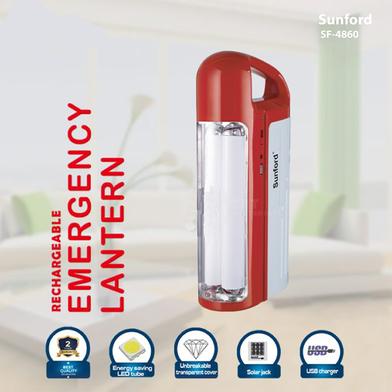 Sunford
SF-4860
RECHARGEABLE
EMERGENCY
LANTERN
Sunford
2
BEST
QUALITY
Energy saving
LED tube
Unbreakable
transparent cover
Solar jack
USB
USB charger